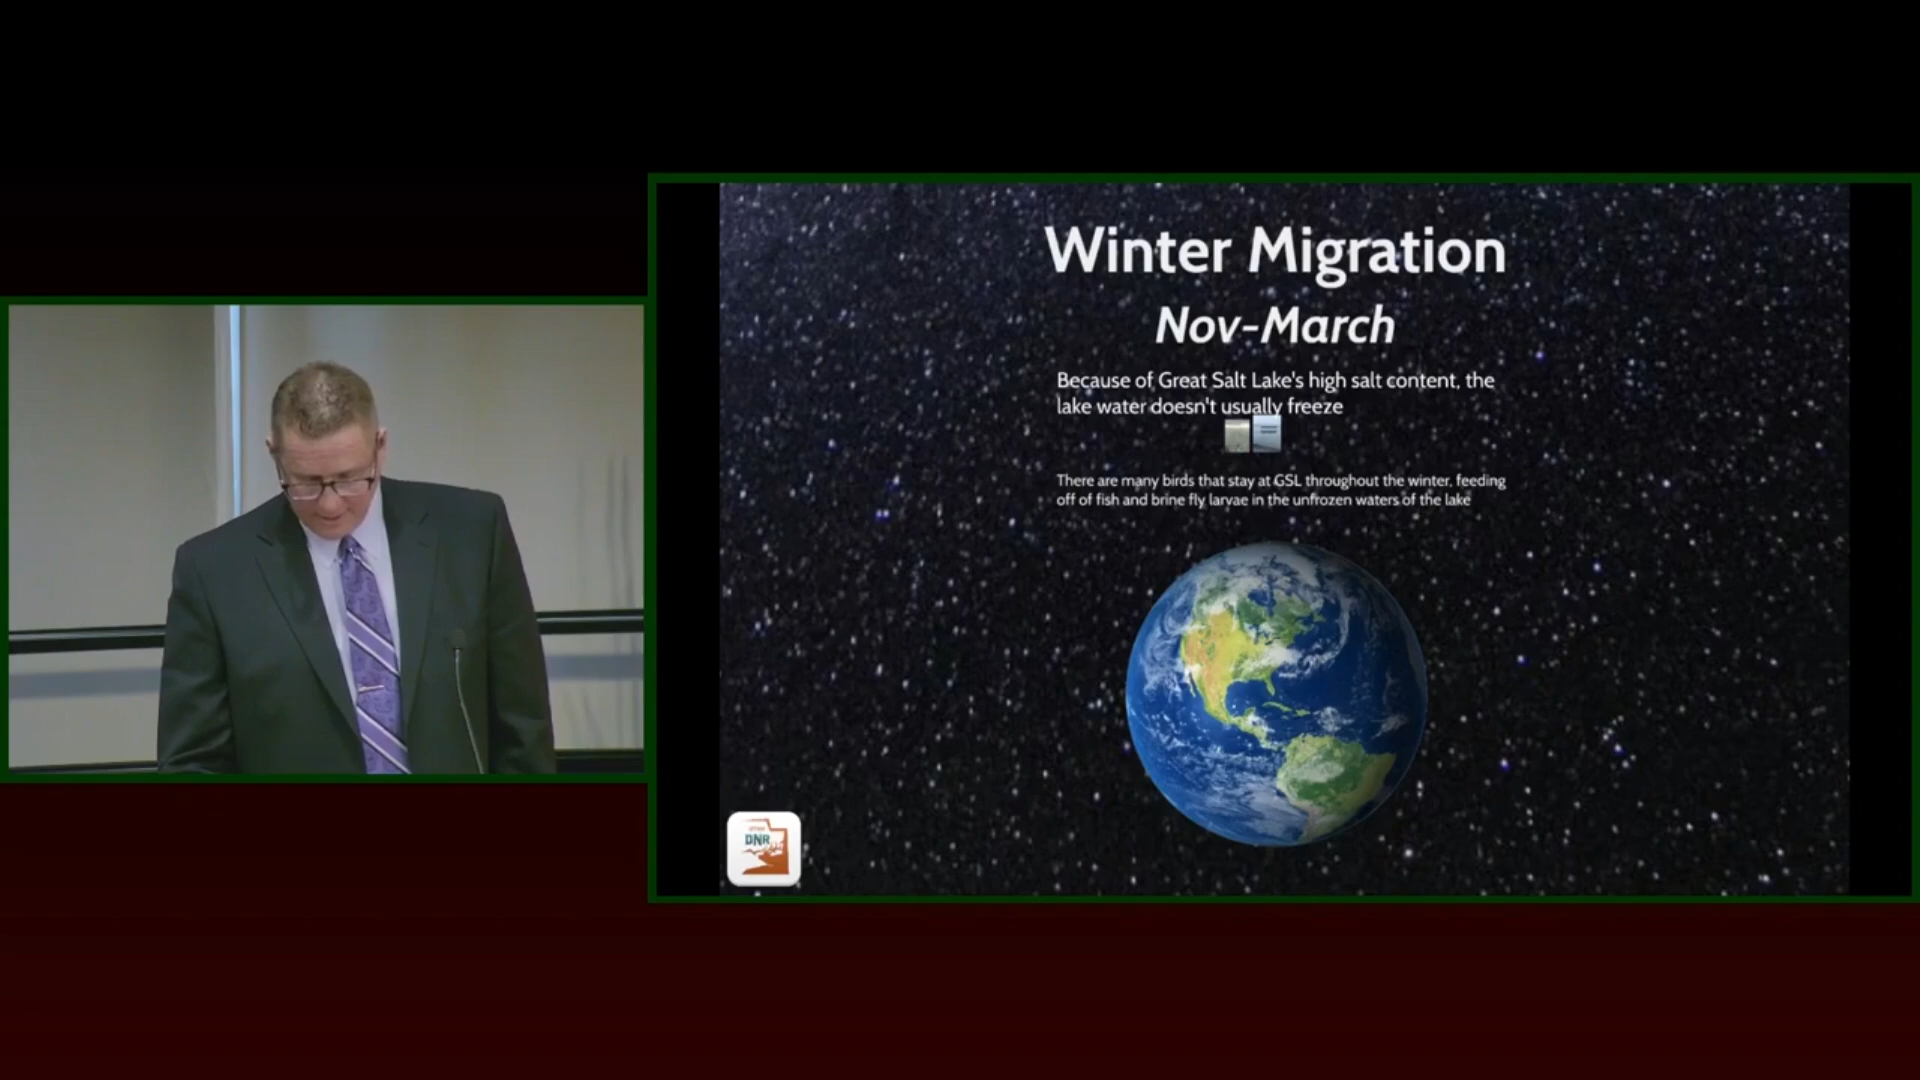 Winter Migration
Nov-March
Because of Great Salt Lake's high salt content, the
lake water doesn't usually freeze
There are many birds that stay at GSL throughout the winter, feeding
off of fish and brine fly larvae in the unfrozen waters of the lake
DNR